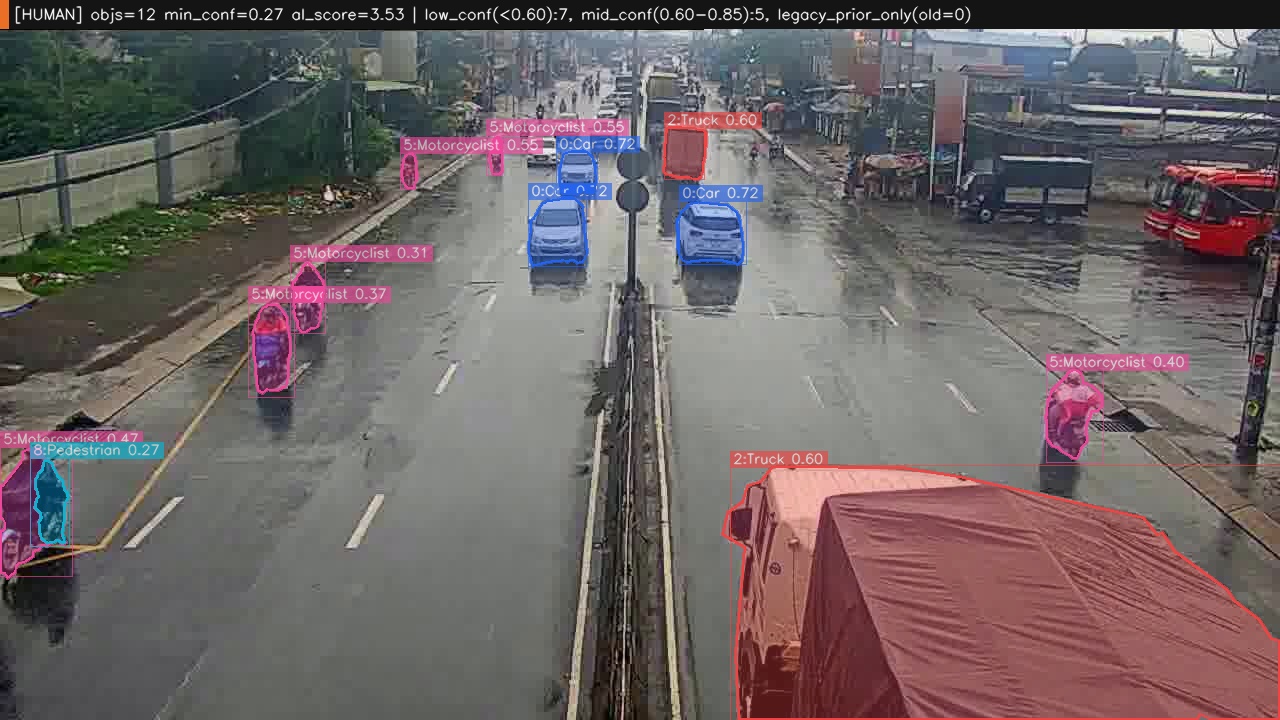 [HUMAN] objs=12 min_conf=0.27 al_score=3.53 | low_conf(<0.60):7, mid_conf(0.60-0.85):5, legacy_prior_only(old=0)
2:Truck 0.60
5:Motorcyclist 0.55
5:Motorcyclist 0.55
0:Car 0.72
0:Car 0.72
0:Car 0.72
5:Motorcyclist 0.31
5:Motorcyclist 0.37
5:Motorcyclist 0.40
5:Motorcyclist 0.47
8:Pedestrian 0.27
2:Truck 0.60